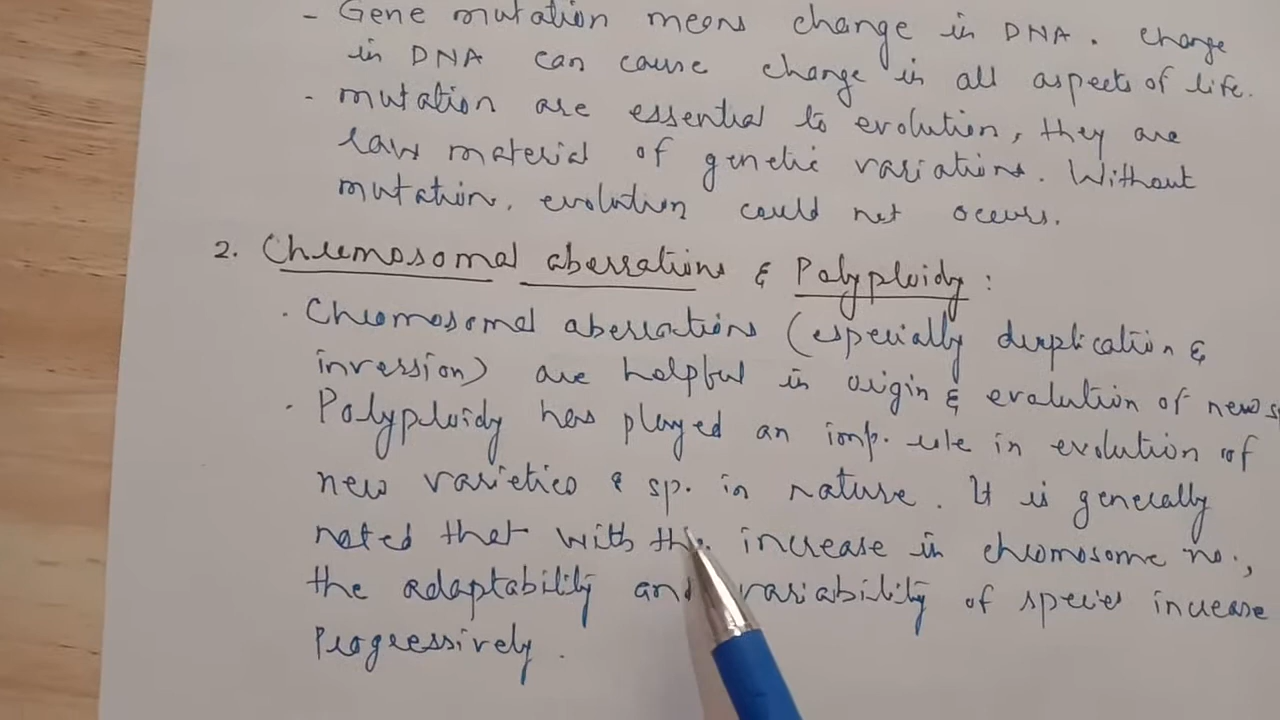 - Gene mutation means change in DNA. Change
in DNA can cause change in all aspects of life.
- mutation are essential to evolution, they are
raw material of genetic variations. Without
mutation, evolution could not occurs.
2. Chromosomal aberrations & Polyploidy :
. Chromosomal aberrations (especially duplication &
inversion) are helpful in origin & evolution of new s
. Polyploidy has played an imp. role in evolution of
new varieties & sp. in nature. It is generally
noted that with the increase in chromosome no.,
the adaptability and variability of species increase
Progressively.